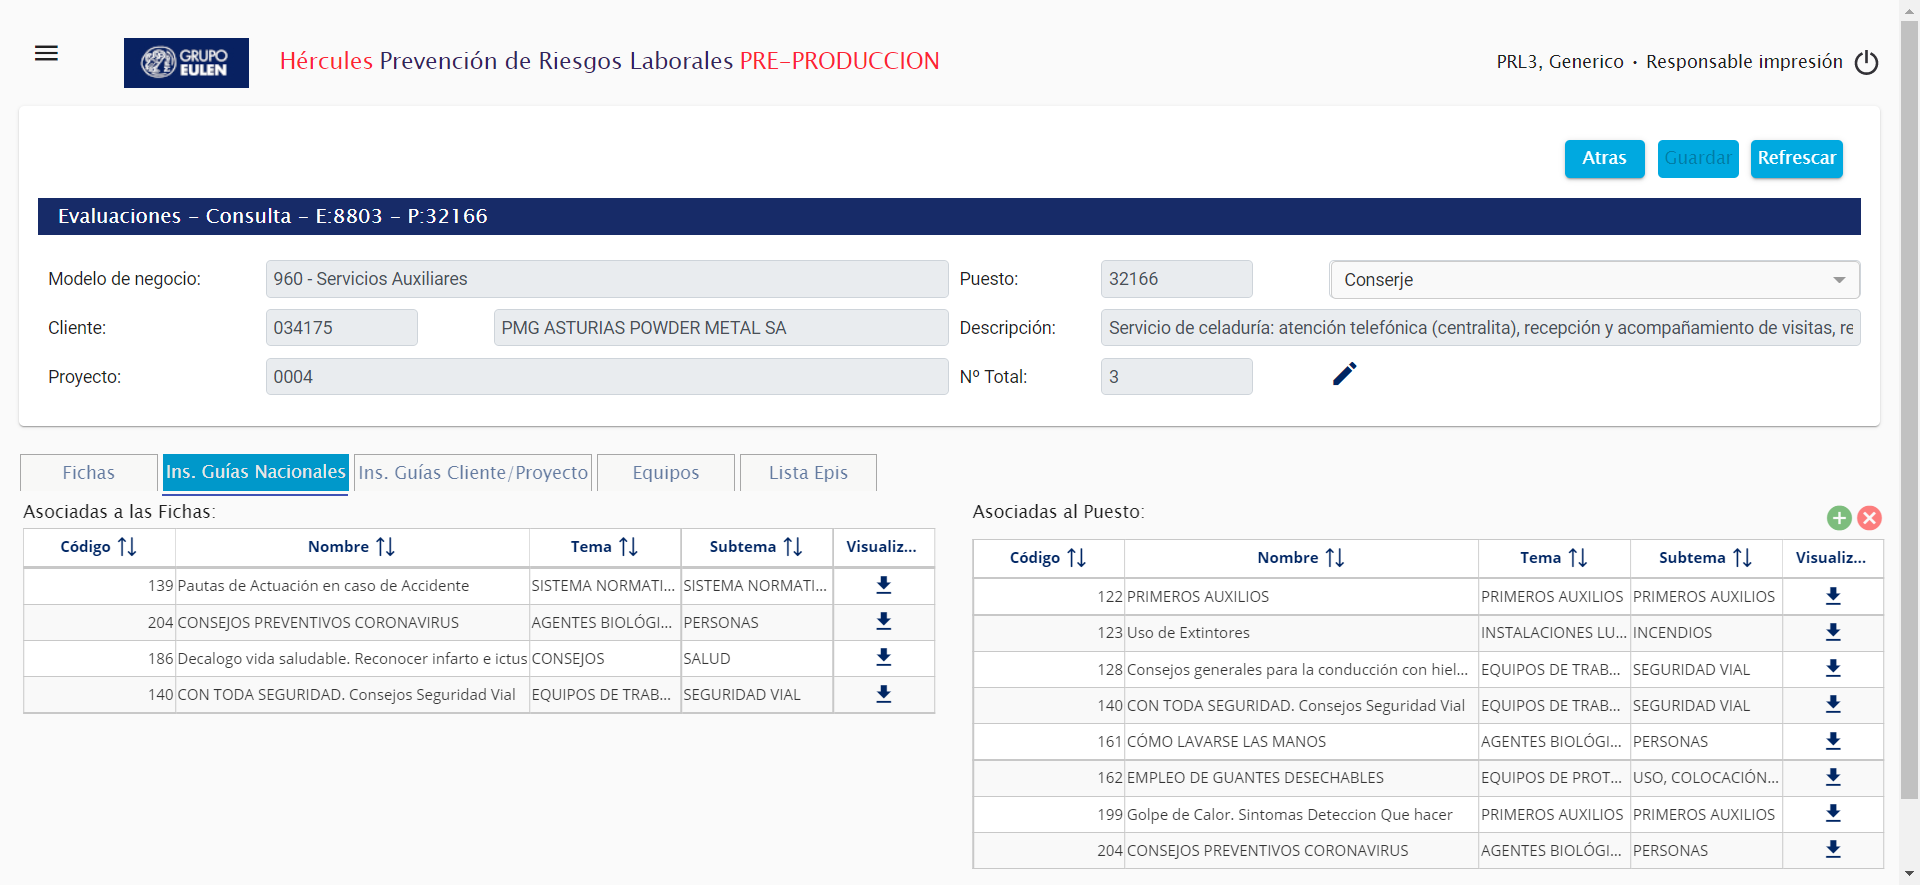 GRUPO
EULEN
Hércules Prevención de Riesgos Laborales PRE-PRODUCCION
PRL3, Generico · Responsable impresión
Atras
Guardar
Refrescar
Evaluaciones - Consulta - E:8803 - P:32166
Modelo de negocio:
960 - Servicios Auxiliares
Puesto:
32166
Conserje
Cliente:
034175
PMG ASTURIAS POWDER METAL SA
Descripción:
Servicio de celaduría: atención telefónica (centralita), recepción y acompañamiento de visitas, re
Proyecto:
0004
Nº Total:
3
Fichas
Ins. Guías Nacionales
Ins. Guías Cliente/Proyecto
Equipos
Lista Epis
Asociadas a las Fichas:
Código Nombre Tema Subtema Visualiz...
139 Pautas de Actuación en caso de Accidente SISTEMA NORMATI... SISTEMA NORMATI...
204 CONSEJOS PREVENTIVOS CORONAVIRUS AGENTES BIOLÓGI... PERSONAS
186 Decalogo vida saludable. Reconocer infarto e ictus CONSEJOS SALUD
140 CON TODA SEGURIDAD. Consejos Seguridad Vial EQUIPOS DE TRAB... SEGURIDAD VIAL
Asociadas al Puesto:
Código Nombre Tema Subtema Visualiz...
122 PRIMEROS AUXILIOS PRIMEROS AUXILIOS PRIMEROS AUXILIOS
123 Uso de Extintores INSTALACIONES LU... INCENDIOS
128 Consejos generales para la conducción con hiel... EQUIPOS DE TRAB... SEGURIDAD VIAL
140 CON TODA SEGURIDAD. Consejos Seguridad Vial EQUIPOS DE TRAB... SEGURIDAD VIAL
161 CÓMO LAVARSE LAS MANOS AGENTES BIOLÓGI... PERSONAS
162 EMPLEO DE GUANTES DESECHABLES EQUIPOS DE PROT... USO, COLOCACIÓN...
199 Golpe de Calor. Sintomas Deteccion Que hacer PRIMEROS AUXILIOS PRIMEROS AUXILIOS
204 CONSEJOS PREVENTIVOS CORONAVIRUS AGENTES BIOLÓGI... PERSONAS